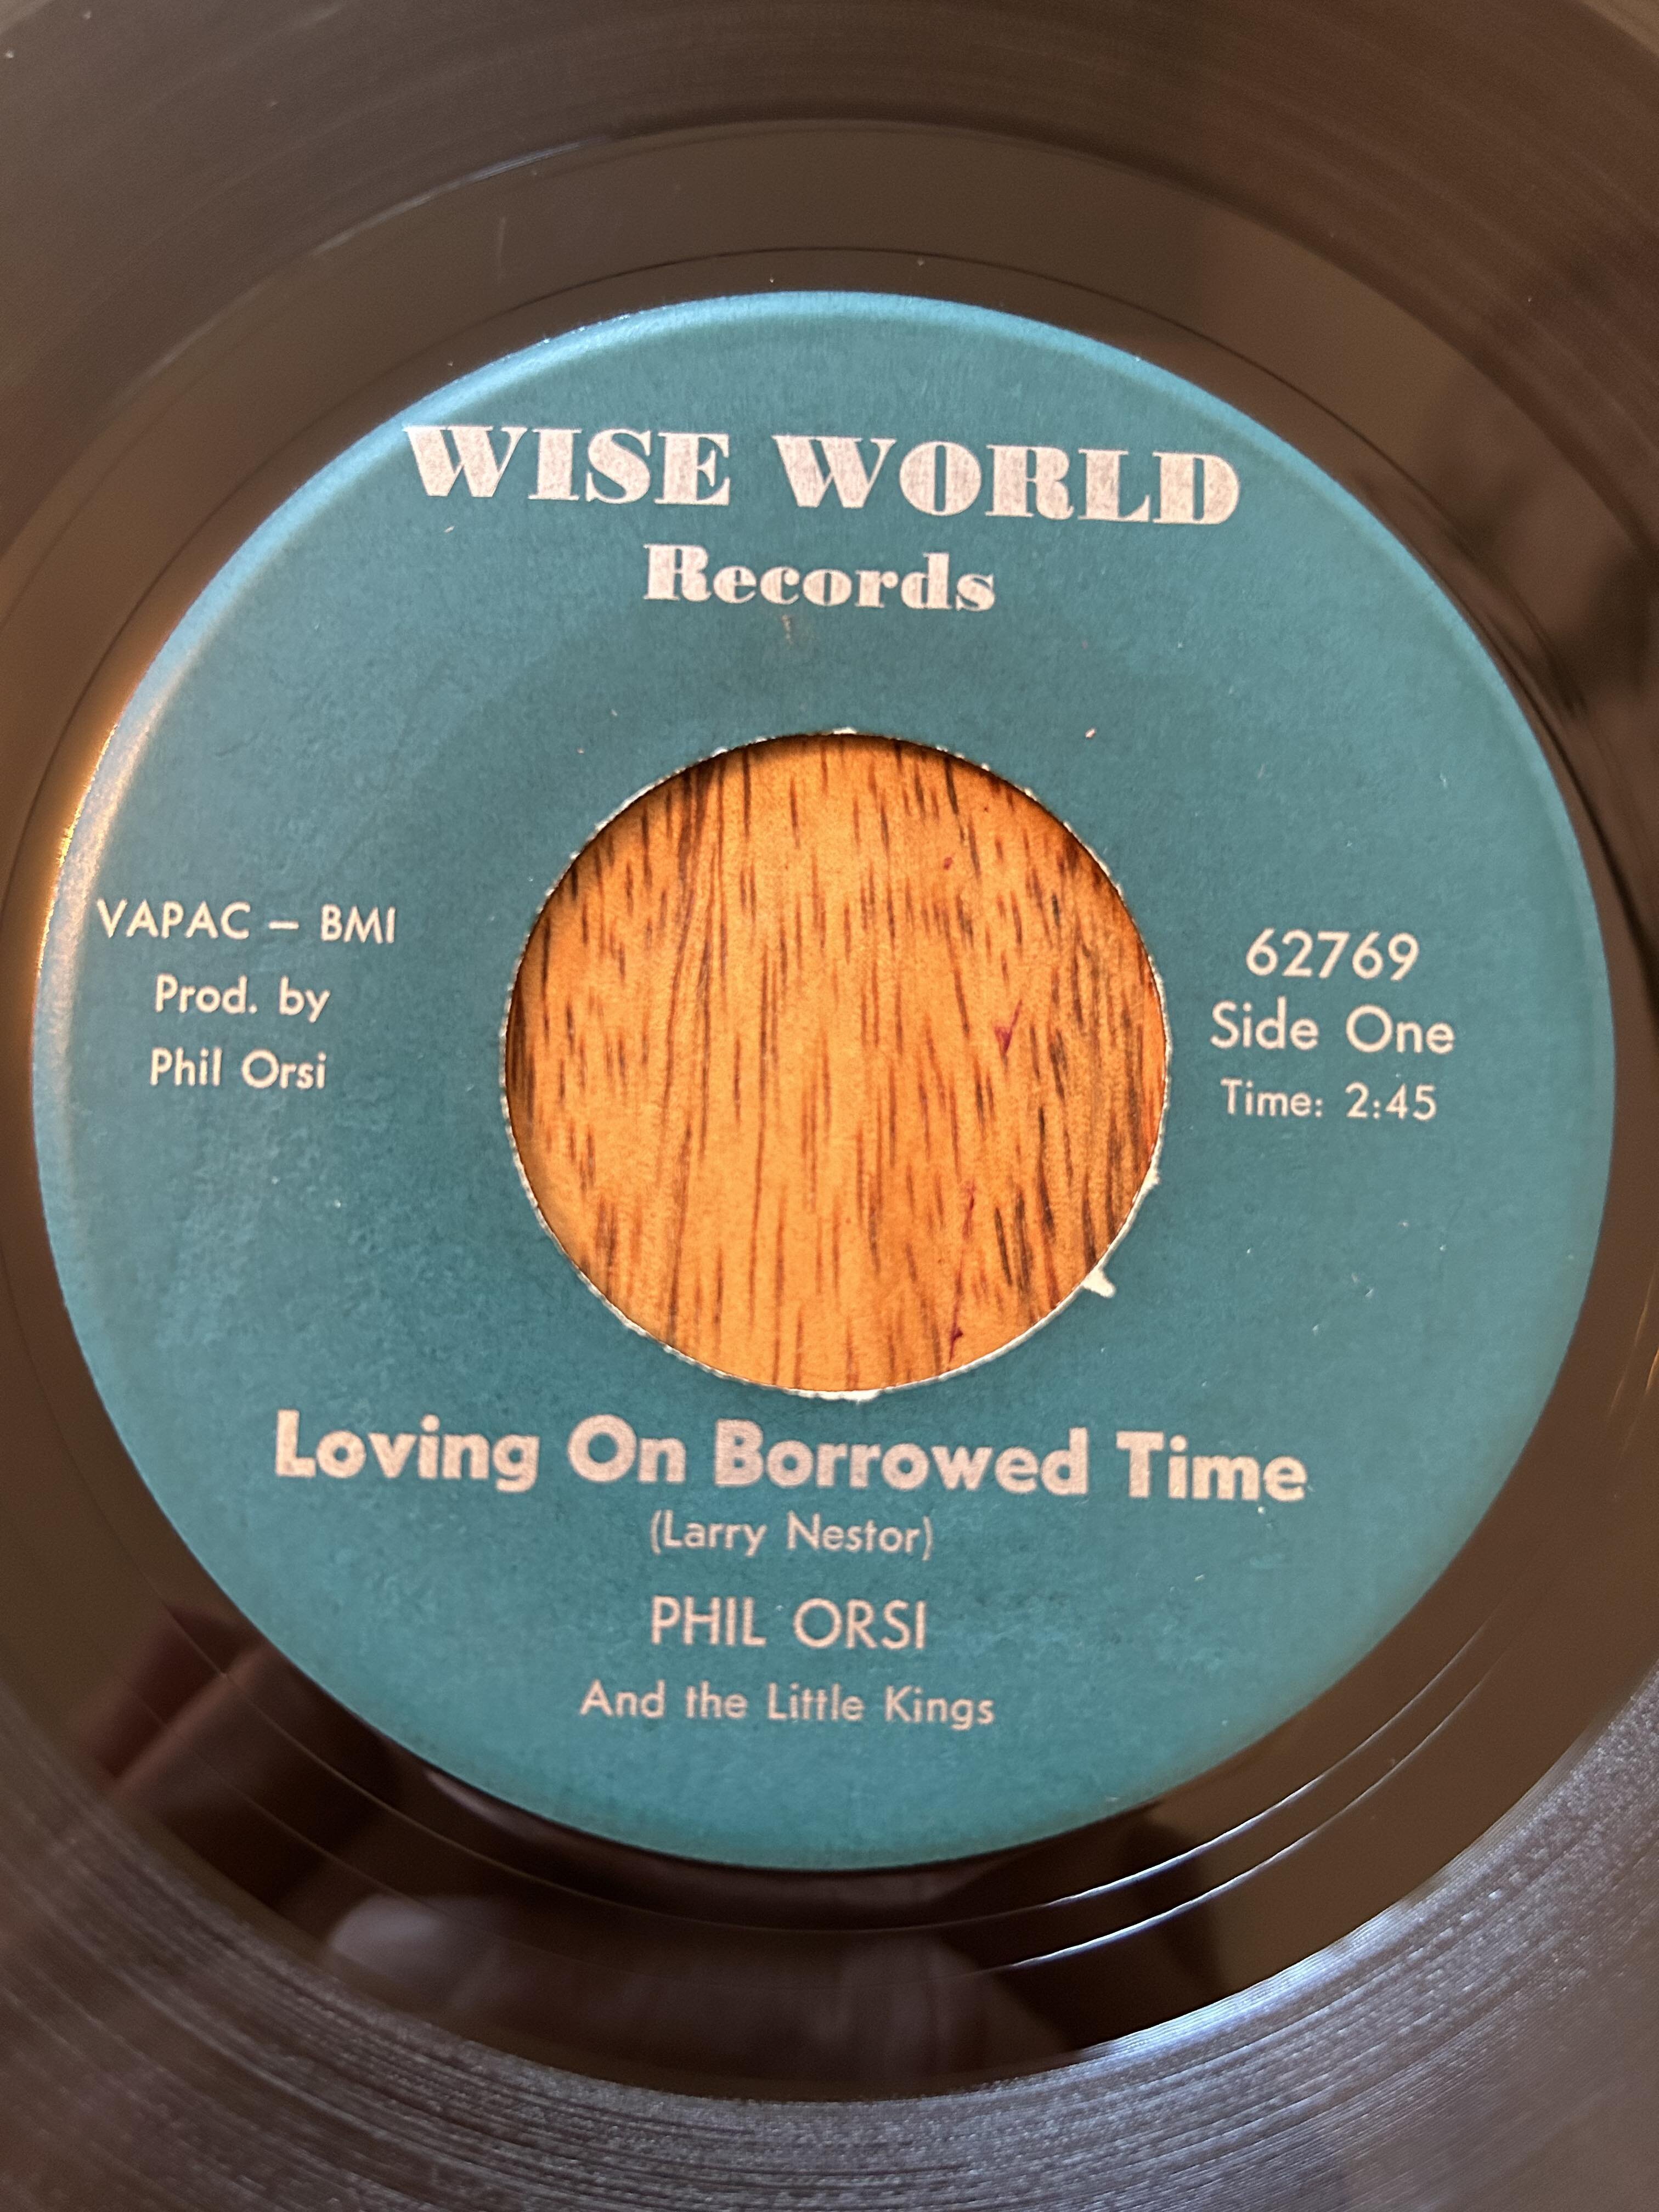 WISE WORLD
Records
VAPAC – BMI
Prod. by
Phil Orsi
62769
Side One
Time: 2:45
Loving On Borrowed Time
(Larry Nestor)
PHIL ORSI
And the Little Kings